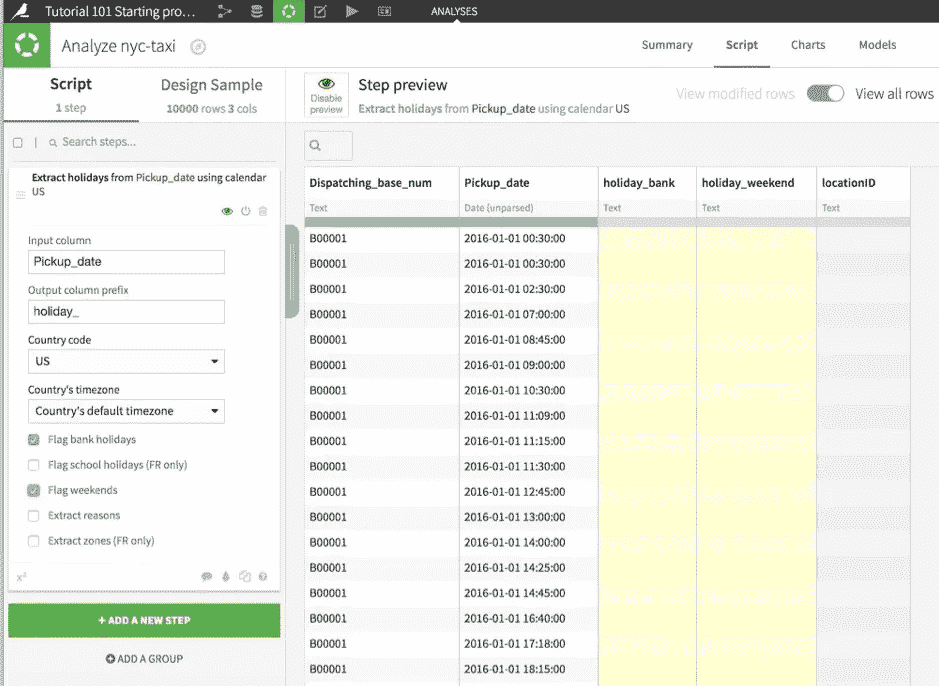 Tutorial 101 Starting pro...
ANALYSES
Analyze nyc-taxi
Summary
Script
Charts
Models
Script
1 step
Design Sample
10000 rows 3 cols
Disable preview
Step preview
Extract holidays from Pickup_date using calendar US
View modified rows
View all rows
Search steps...
Extract holidays from Pickup_date using calendar
US
Input column
Pickup_date
Output column prefix
holiday_
Country code
US
Country's timezone
Country's default timezone
Flag bank holidays
Flag school holidays (FR only)
Flag weekends
Extract reasons
Extract zones (FR only)
x²
+ ADD A NEW STEP
ADD A GROUP
Dispatching_base_num Pickup_date holiday_bank holiday_weekend locationID
Text Date (unparsed) Text Text Text
B00001 2016-01-01 00:30:00
B00001 2016-01-01 00:30:00
B00001 2016-01-01 02:30:00
B00001 2016-01-01 07:00:00
B00001 2016-01-01 08:45:00
B00001 2016-01-01 09:00:00
B00001 2016-01-01 10:30:00
B00001 2016-01-01 11:09:00
B00001 2016-01-01 11:15:00
B00001 2016-01-01 11:30:00
B00001 2016-01-01 12:45:00
B00001 2016-01-01 13:00:00
B00001 2016-01-01 14:00:00
B00001 2016-01-01 14:25:00
B00001 2016-01-01 14:45:00
B00001 2016-01-01 16:40:00
B00001 2016-01-01 17:18:00
B00001 2016-01-01 18:15:00